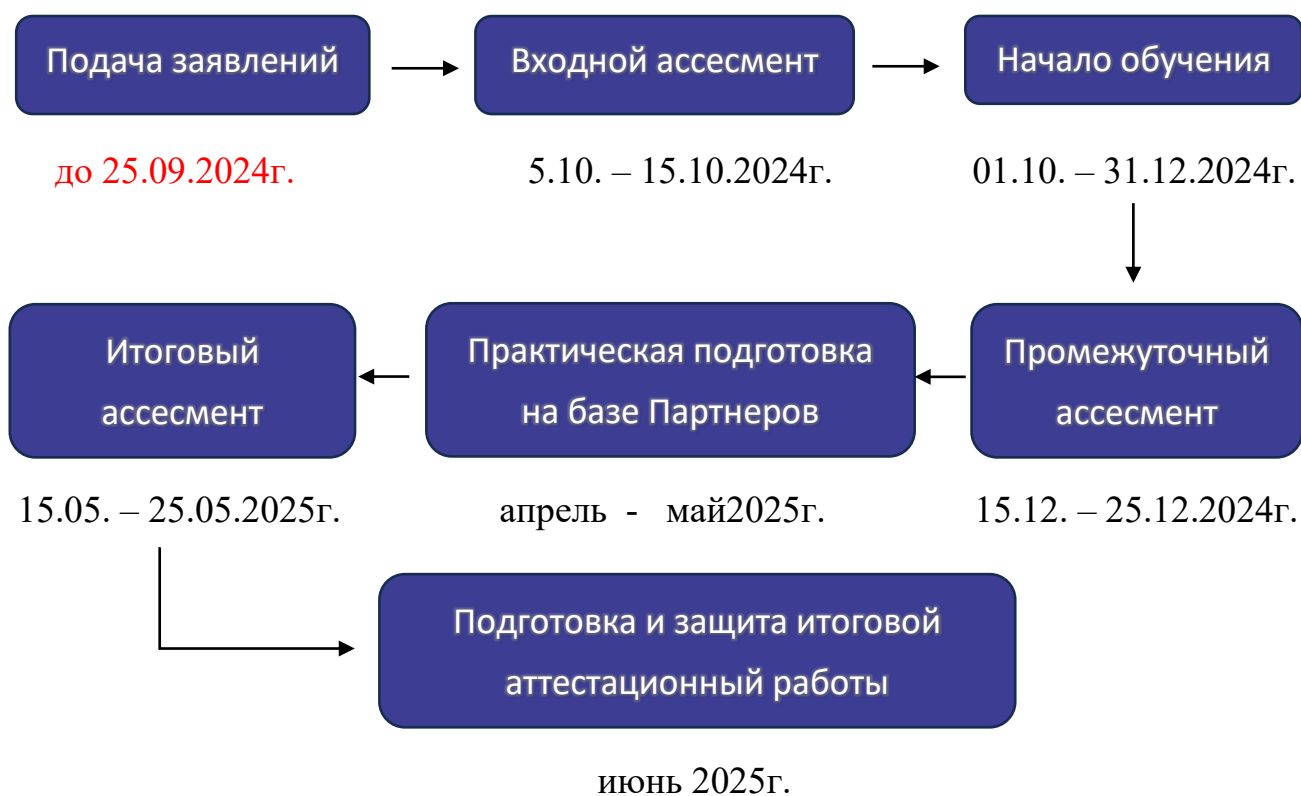 Подача заявлений
Входной ассесмент
Начало обучения
до 25.09.2024г.
5.10. – 15.10.2024г.
01.10. – 31.12.2024г.
Итоговый
ассесмент
Практическая подготовка
на базе Партнеров
Промежуточный
ассесмент
15.05. – 25.05.2025г.
апрель - май2025г.
15.12. – 25.12.2024г.
Подготовка и защита итоговой
аттестационный работы
июнь 2025г.